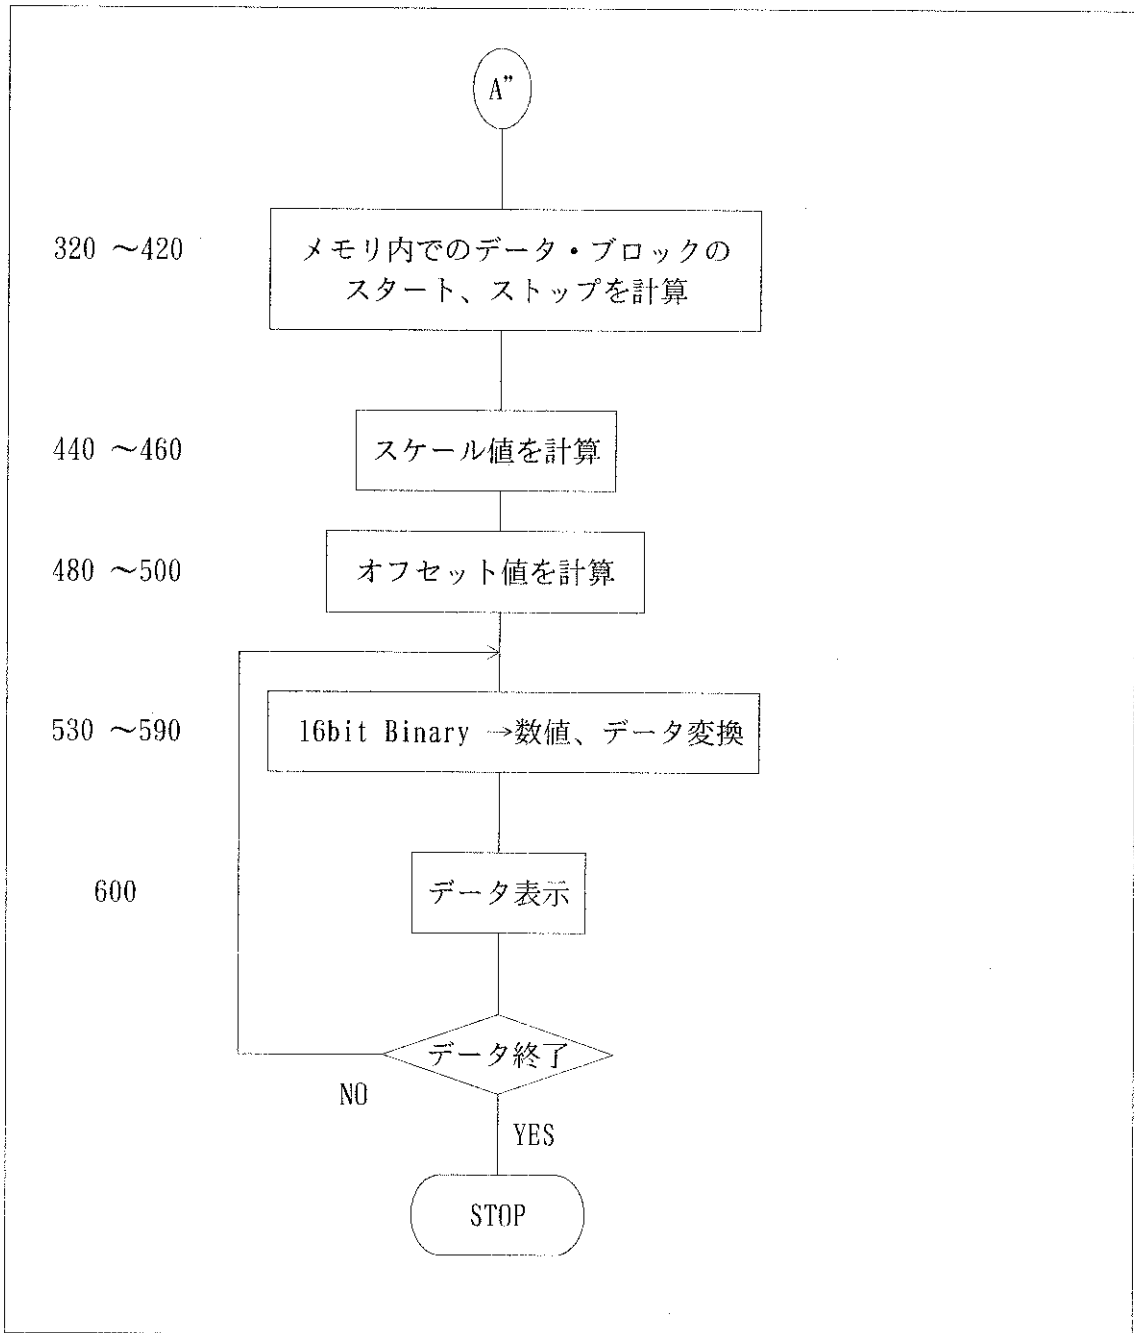 A”
320 ～420
メモリ内でのデータ・ブロックの
スタート、ストップを計算
440 ～460
スケール値を計算
480 ～500
オフセット値を計算
530 ～590
16bit Binary →数値、データ変換
600
データ表示
データ終了
NO
YES
STOP